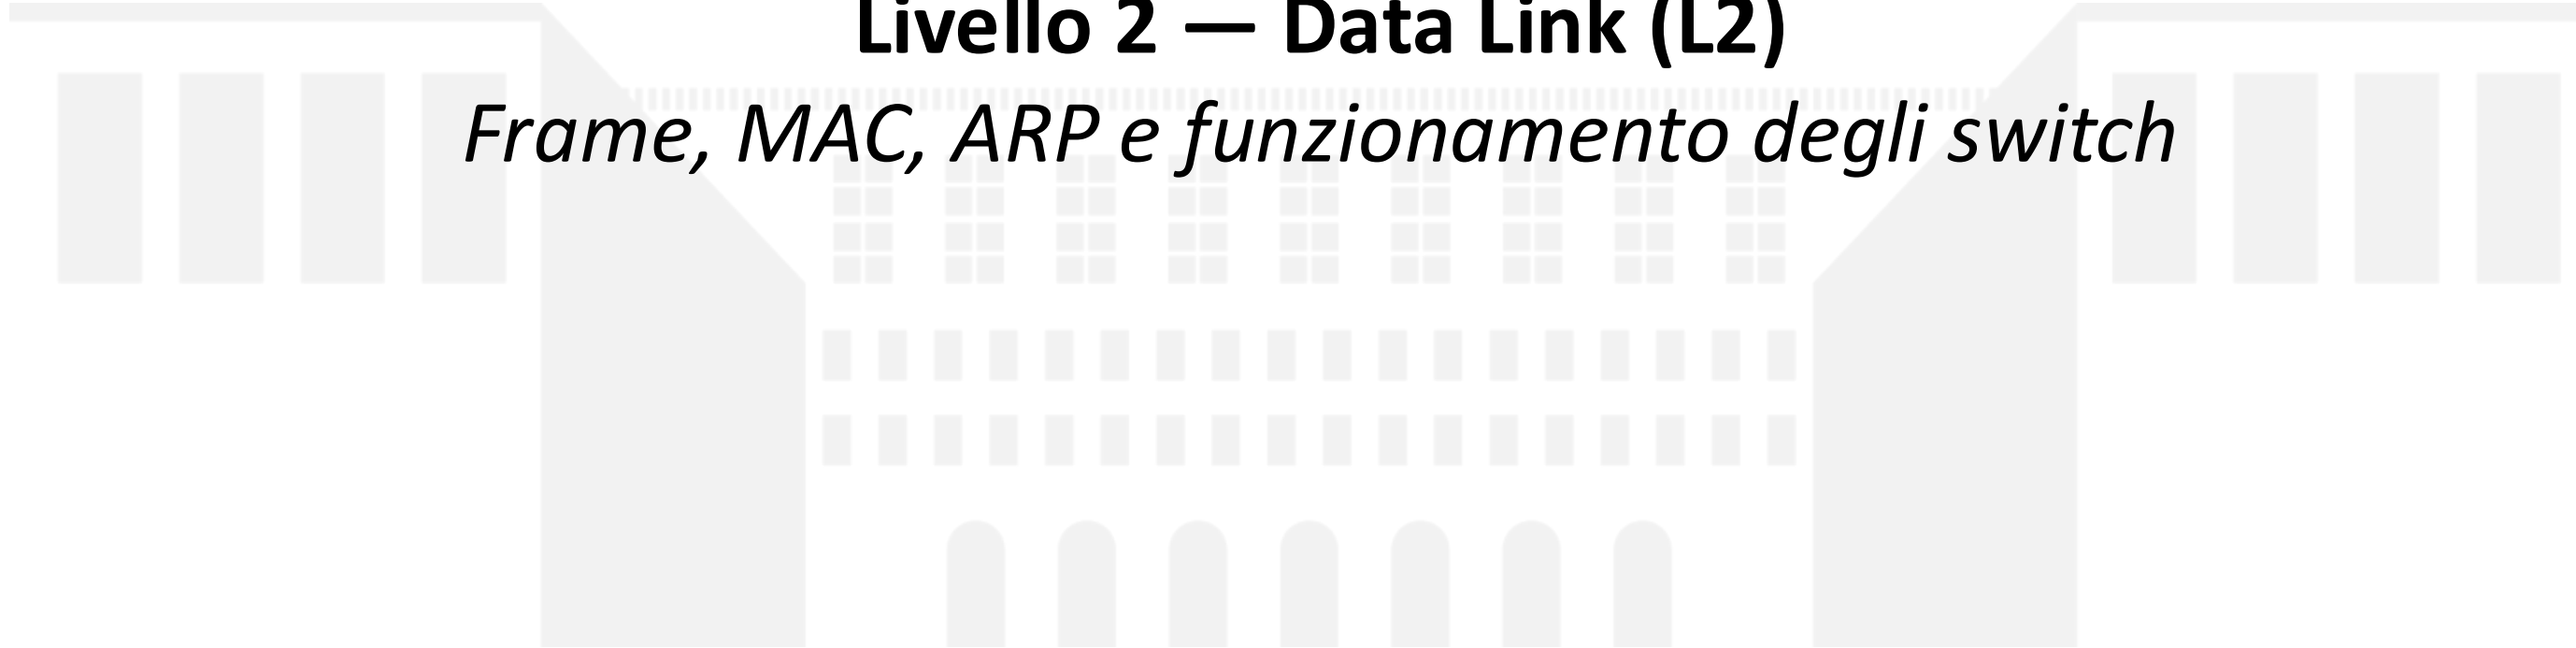 Livello 2 — Data Link (L2)
Frame, MAC, ARP e funzionamento degli switch